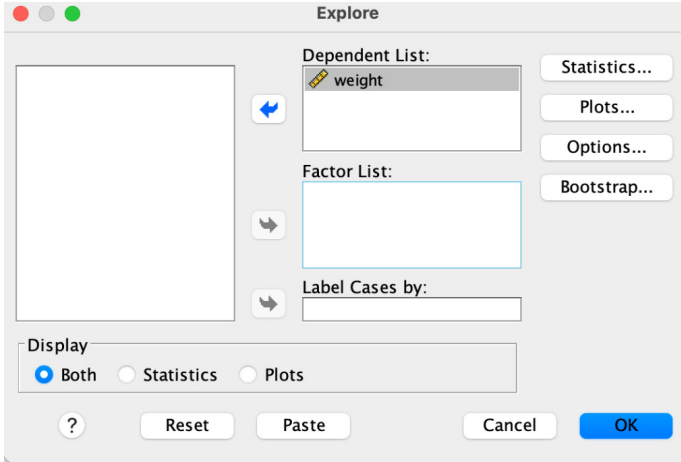 Explore
Dependent List:
weight
Statistics...
Plots...
Options...
Bootstrap...
Factor List:
Label Cases by:
Display
Both Statistics Plots
? Reset Paste Cancel OK